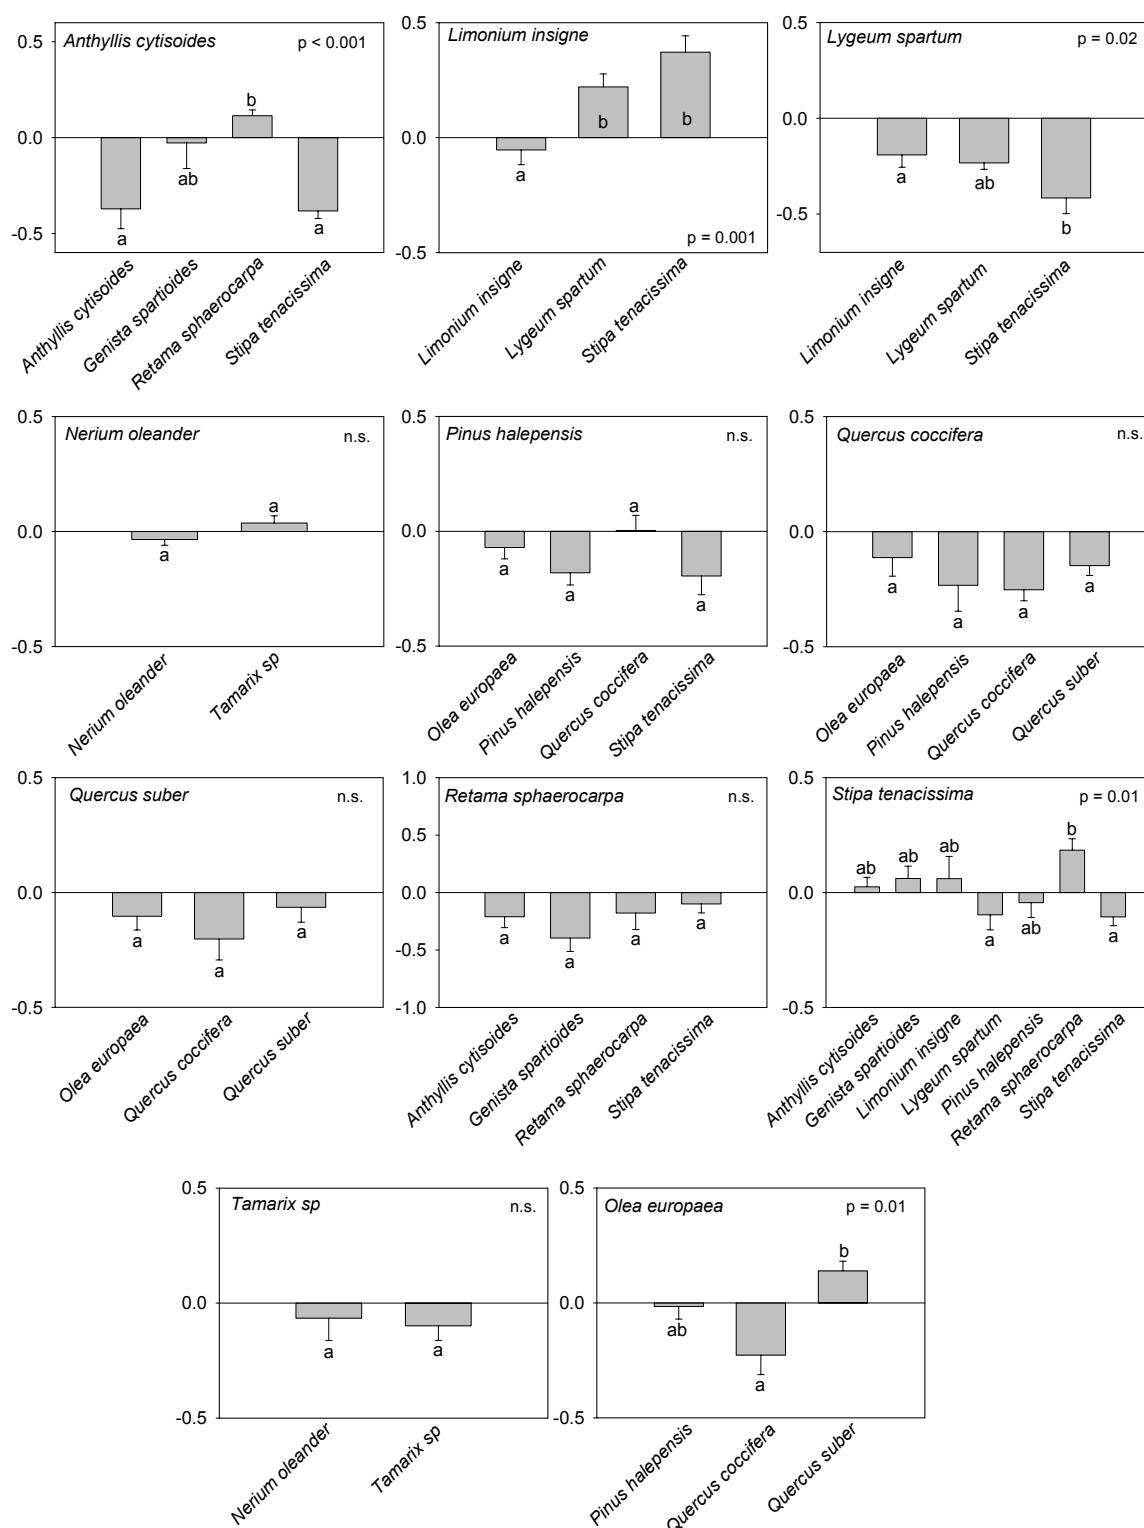 Anthyllis cytisoides
p < 0.001
0.5
0.0
-0.5
a
ab
b
a
Anthyllis cytisoides
Genista spartioides
Retama sphaerocarpa
Stipa tenacissima
Limonium insigne
0.5
0.0
-0.5
a
b
b
p = 0.001
Limonium insigne
Lygeum spartum
Stipa tenacissima
Lygeum spartum
p = 0.02
0.5
0.0
-0.5
a
ab
b
Limonium insigne
Lygeum spartum
Stipa tenacissima
Nerium oleander
n.s.
0.5
0.0
-0.5
a
a
Nerium oleander
Tamarix sp
Pinus halepensis
n.s.
0.5
0.0
-0.5
a
a
a
a
Olea europaea
Pinus halepensis
Quercus coccifera
Stipa tenacissima
Quercus coccifera
n.s.
0.5
0.0
-0.5
a
a
a
a
Olea europaea
Pinus halepensis
Quercus coccifera
Quercus suber
Quercus suber
n.s.
0.5
0.0
-0.5
a
a
a
Olea europaea
Quercus coccifera
Quercus suber
Retama sphaerocarpa
n.s.
1.0
0.5
0.0
-0.5
-1.0
a
a
a
a
Anthyllis cytisoides
Genista spartioides
Retama sphaerocarpa
Stipa tenacissima
Stipa tenacissima
p = 0.01
0.5
0.0
-0.5
ab
ab
ab
a
ab
b
a
Anthyllis cytisoides
Genista spartioides
Limonium insigne
Lygeum spartum
Pinus halepensis
Retama sphaerocarpa
Stipa tenacissima
Tamarix sp
n.s.
0.5
0.0
-0.5
a
a
Nerium oleander
Tamarix sp
Olea europaea
p = 0.01
0.5
0.0
-0.5
ab
a
b
Pinus halepensis
Quercus coccifera
Quercus suber